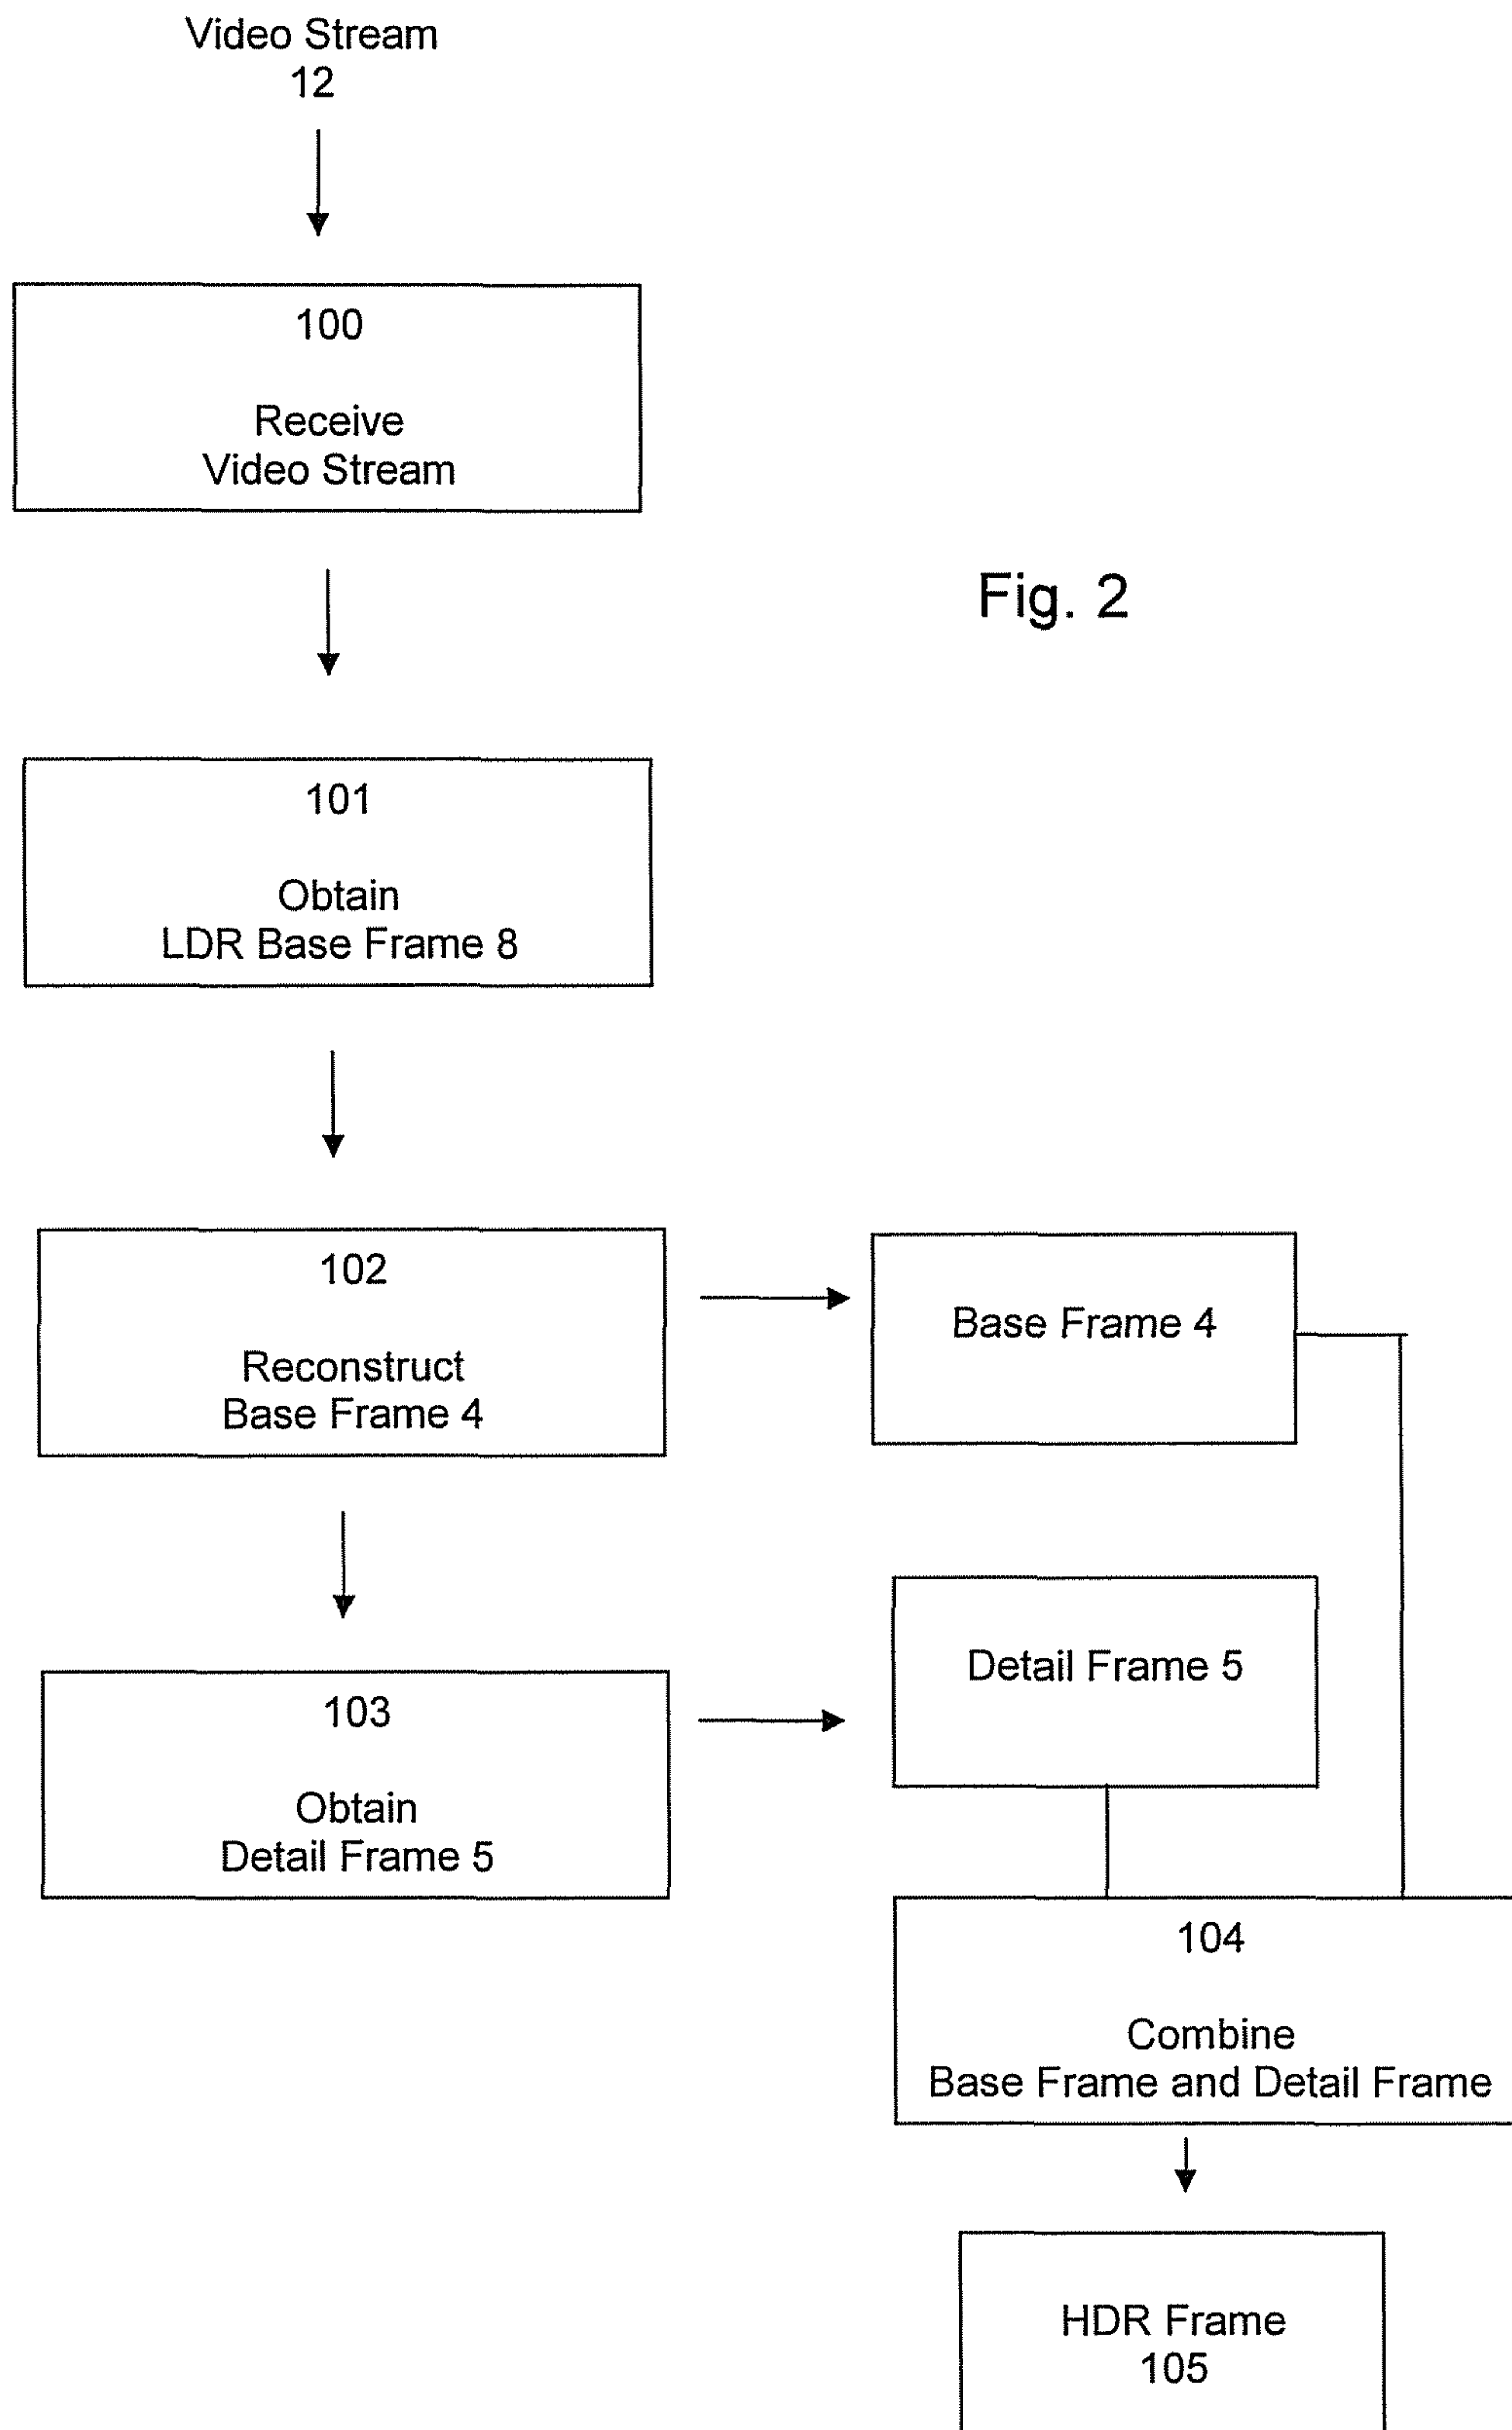 Video Stream
12
100
Receive
Video Stream
Fig. 2
101
Obtain
LDR Base Frame 8
102
Reconstruct
Base Frame 4
Base Frame 4
103
Obtain
Detail Frame 5
Detail Frame 5
104
Combine
Base Frame and Detail Frame
HDR Frame
105